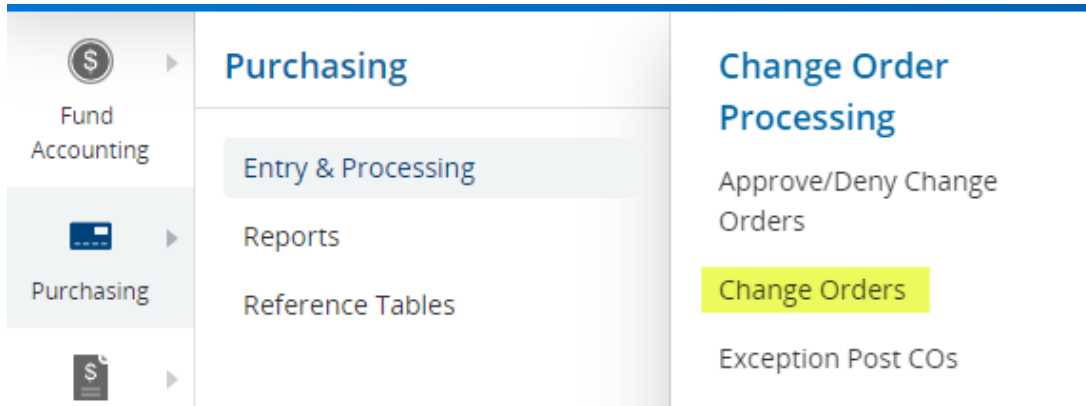 Fund
Accounting
Purchasing
Purchasing
Entry & Processing
Reports
Reference Tables
Change Order
Processing
Approve/Deny Change
Orders
Change Orders
Exception Post COs
$
$